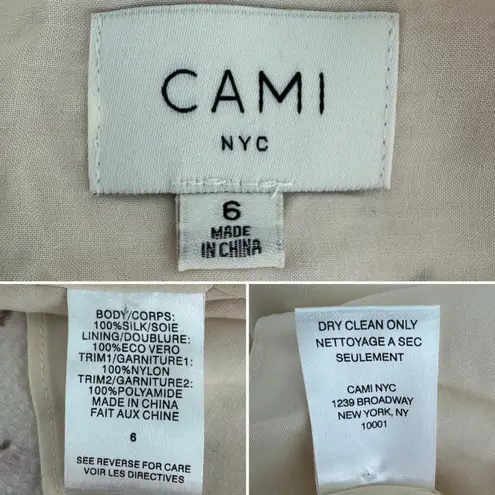 CAMI
NYC
6
MADE
IN CHINA
BODY/CORPS:
100%SILK/SOIE
LINING/DOUBLURE:
100%ECO VERO
TRIM1/GARNITURE1:
100%NYLON
TRIM2/GARNITURE2:
100%POLYAMIDE
MADE IN CHINA
FAIT AUX CHINE
6
SEE REVERSE FOR CARE
VOIR LES DIRECTIVES
DRY CLEAN ONLY
NETTOYAGE A SEC
SEULEMENT
CAMI NYC
1239 BROADWAY
NEW YORK, NY
10001